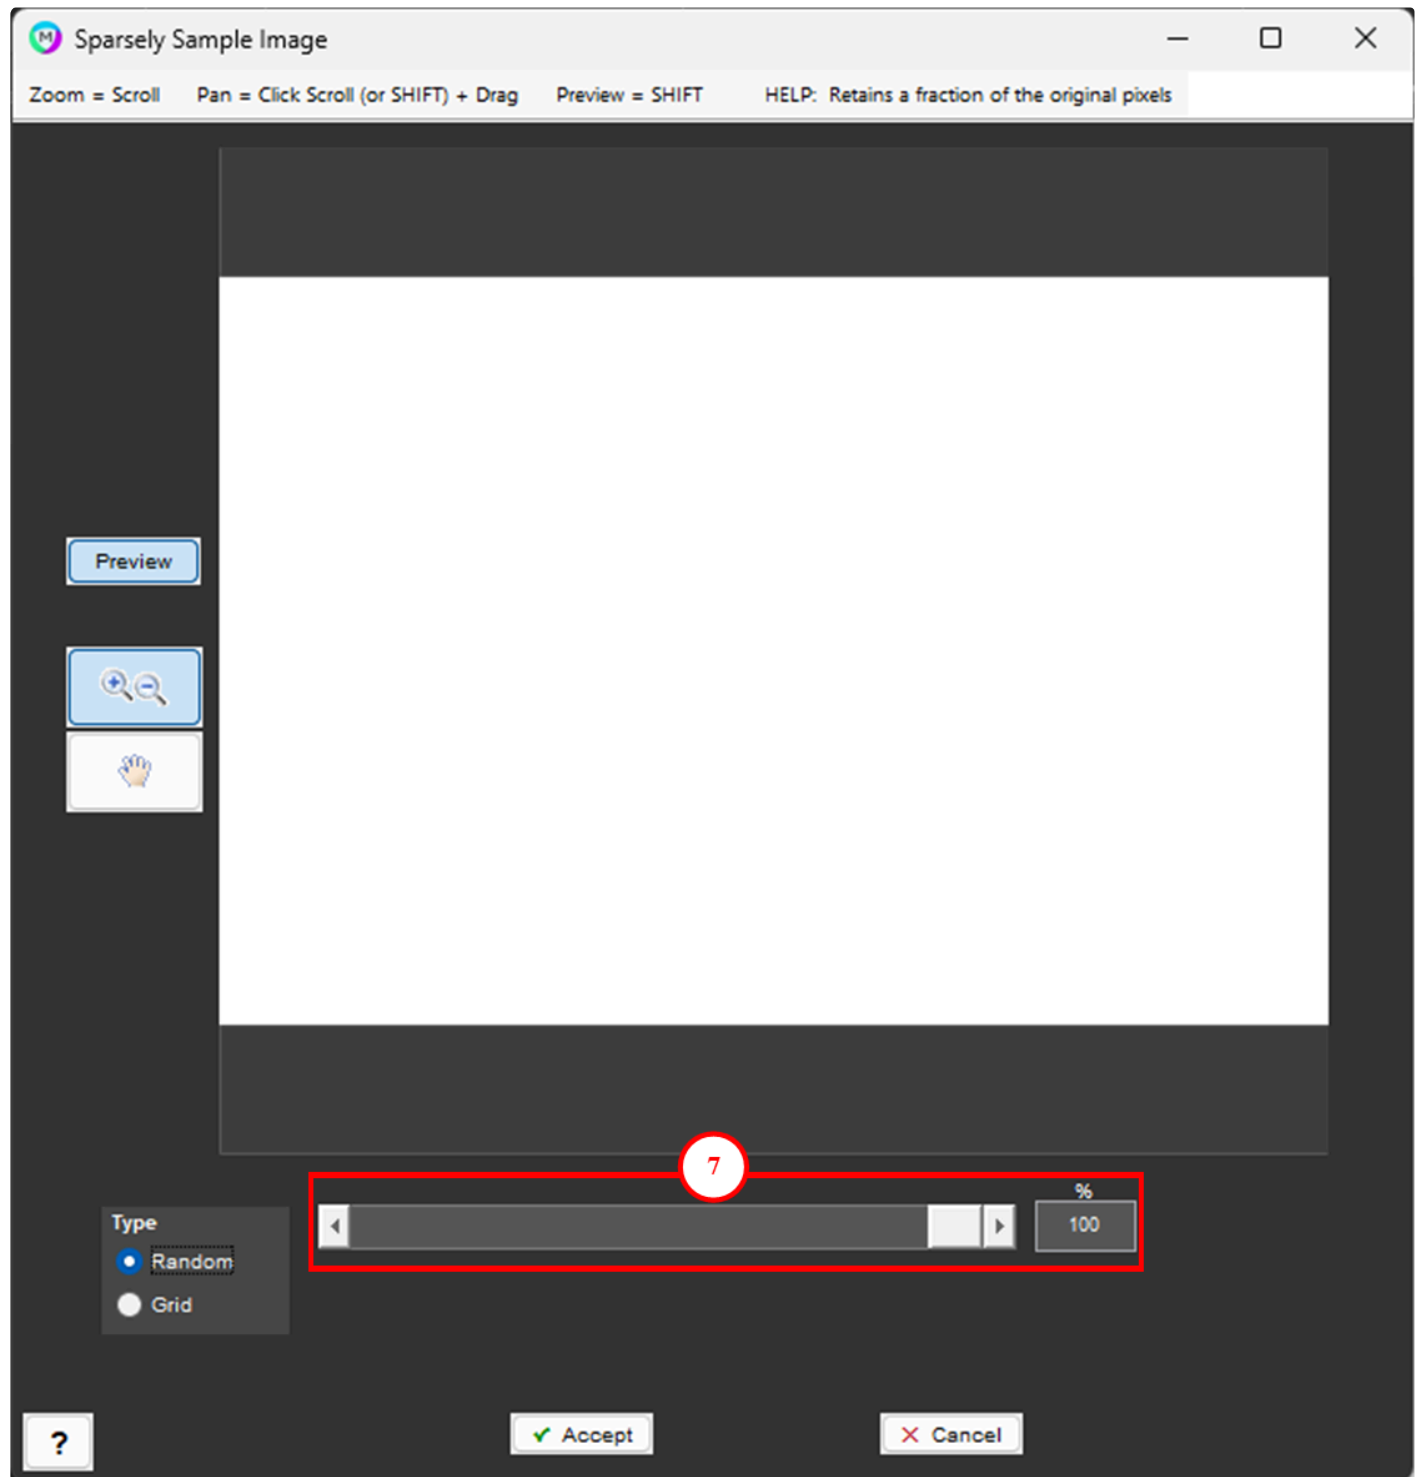 Sparsely Sample Image
Zoom = Scroll Pan = Click Scroll (or SHIFT) + Drag Preview = SHIFT HELP: Retains a fraction of the original pixels
Preview
7
%
100
Type
Random
Grid
?
Accept
Cancel